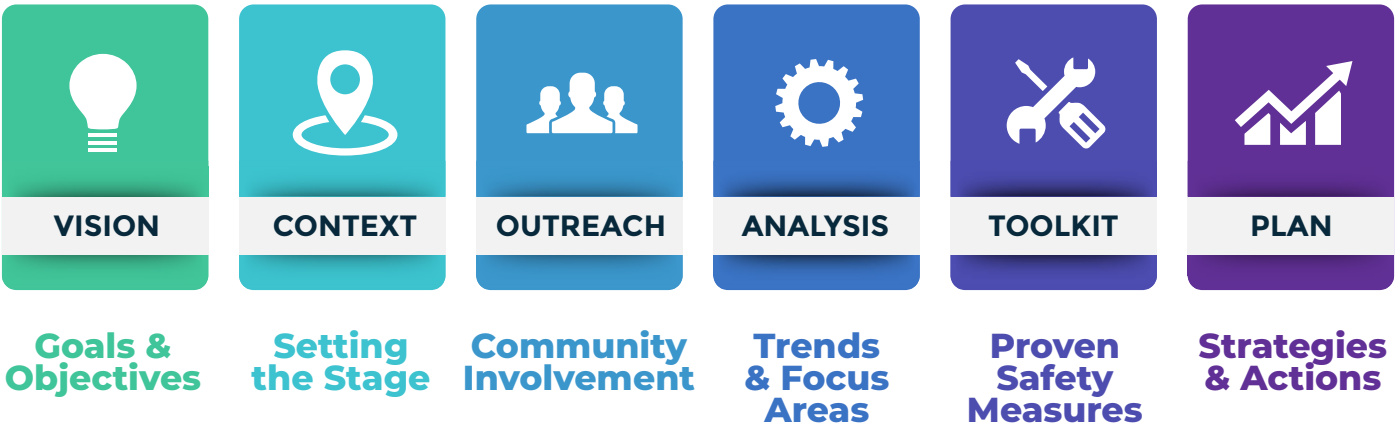 VISION
CONTEXT
OUTREACH
ANALYSIS
TOOLKIT
PLAN
Goals &
Objectives
Setting
the Stage
Community
Involvement
Trends
& Focus
Areas
Proven
Safety
Measures
Strategies
& Actions